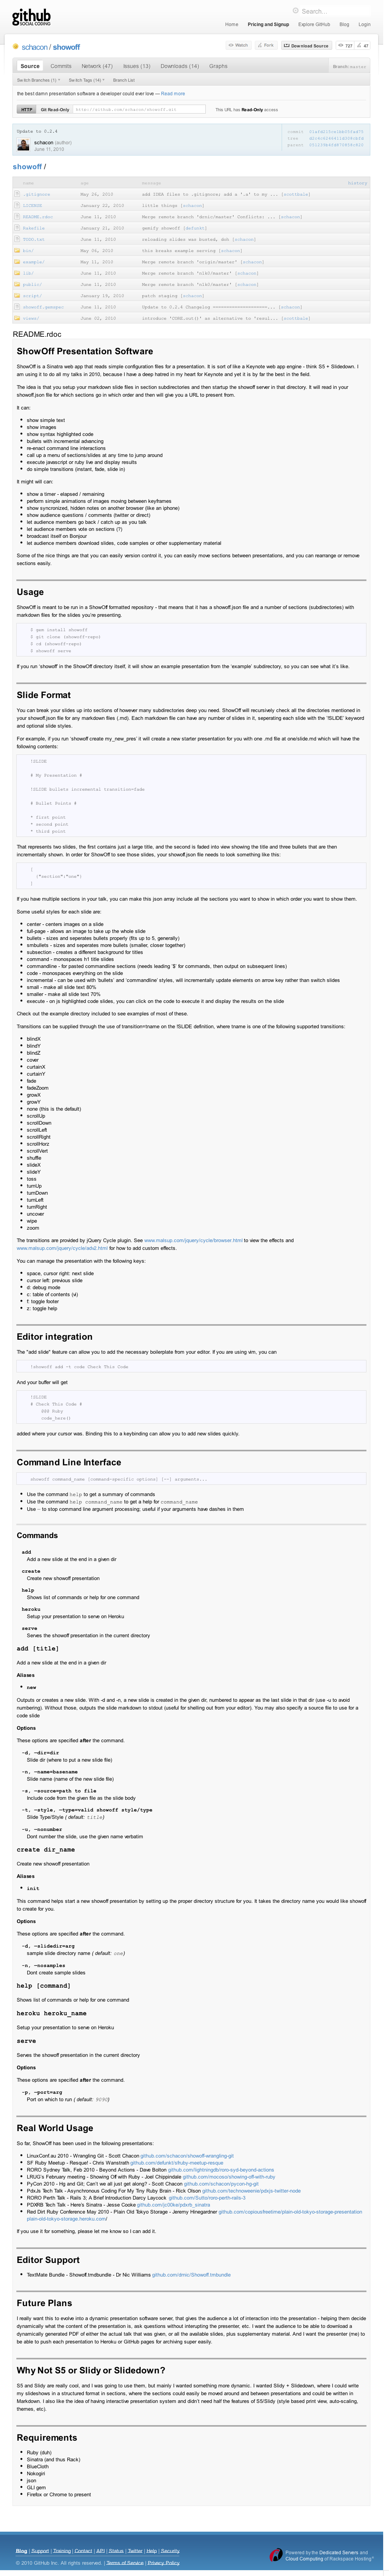 github
SOCIAL CODING
Search...
Home Pricing and Signup Explore GitHub Blog Login
schacon / showoff
Watch Fork Download Source 727 47
Source Commits Network (47) Issues (13) Downloads (14) Graphs Branch: master
Switch Branches (1) Switch Tags (14) Branch List
the best damn presentation software a developer could ever love — Read more
HTTP Git Read-Only http://github.com/schacon/showoff.git This URL has Read-Only access
Update to 0.2.4
schacon (author)
June 11, 2010
commit
tree
parent
showoff /
name age message history
.gitignore May 26, 2010
LICENSE January 22, 2010
README.rdoc June 11, 2010
Rakefile January 21, 2010 gemify showoff [defunkt]
TODO.txt June 12, 2010 reloading slides was busted, doh [schacon]
bin/ May 06, 2010 this breaks example serving [schacon]
example/ May 11, 2010 Merge remote branch 'origin/master' [schacon]
lib/ June 11, 2010
public/ June 11, 2010
script/ January 19, 2010 patch staging [schacon]
showoff.gemspec June 11, 2010
views/ June 10, 2010
README.rdoc
ShowOff Presentation Software
ShowOff is a Sinatra web app that reads simple configuration files for a presentation. It is sort of like a Keynote web app engine - think S5 + Slidedown. I
am using it to do all my talks in 2010, because I have a deep hatred in my heart for Keynote and yet it is by far the best in the field.
The idea is that you setup your markdown slide files in section subdirectories and then startup the showoff server in that directory. It will read in your
showoff.json file for which sections go in which order and then will give you a URL to present from.
It can:
show simple text
show images
show syntax highlighted code
bullets with incremental advancing
re-enact command line interactions
call up a menu of sections/slides at any time to jump around
execute javascript or ruby live and display results
do simple transitions (instant, fade, slide in)
It might will can:
show a timer - elapsed / remaining
perform simple animations of images moving between keyframes
show syncronized, hidden notes on another browser (like an iphone)
show audience questions / comments (twitter or direct)
let audience members go back / catch up as you talk
let audience members vote on sections (?)
broadcast itself on Bonjour
let audience members download slides, code samples or other supplementary material
Some of the nice things are that you can easily version control it, you can easily move sections between presentations, and you can rearrange or remove
sections easily.
Usage
ShowOff is meant to be run in a ShowOff formatted repository - that means that it has a showoff.json file and a number of sections (subdirectories) with
markdown files for the slides you're presenting.
$ gem install showoff
$ git clone (showoff-repo)
$ cd (showoff-repo)
$ showoff serve
If you run 'showoff' in the ShowOff directory itself, it will show an example presentation from the 'example' subdirectory, so you can see what it's like.
Slide Format
You can break your slides up into sections of however many subdirectories deep you need. ShowOff will recursively check all the directories mentioned in
your showoff.json file for any markdown files (.md). Each markdown file can have any number of slides in it, seperating each slide with the '!SLIDE' keyword
and optional slide styles.
For example, if you run 'showoff create my_new_pres' it will create a new starter presentation for you with one .md file at one/slide.md which will have the
following contents:
!SLIDE
# My Presentation #
!SLIDE bullets incremental transition=fade
# Bullet Points #
* first point
* second point
* third point
That represents two slides, the first contains just a large title, and the second is faded into view showing the title and three bullets that are then
incrementally shown. In order for ShowOff to see those slides, your showoff.json file needs to look something like this:
[
{"section":"one"}
]
If you have multiple sections in your talk, you can make this json array include all the sections you want to show in which order you want to show them.
Some useful styles for each slide are:
center - centers images on a slide
full-page - allows an image to take up the whole slide
bullets - sizes and seperates bullets properly (fits up to 5, generally)
smbullets - sizes and seperates more bullets (smaller, closer together)
subsection - creates a different background for titles
command - monospaces h1 title slides
commandline - for pasted commandline sections (needs leading '$' for commands, then output on subsequent lines)
code - monospaces everything on the slide
incremental - can be used with 'bullets' and 'commandline' styles, will incrementally update elements on arrow key rather than switch slides
small - make all slide text 80%
smaller - make all slide text 70%
execute - on js highlighted code slides, you can click on the code to execute it and display the results on the slide
Check out the example directory included to see examples of most of these.
Transitions can be supplied through the use of transition=tname on the !SLIDE definition, where tname is one of the following supported transitions:
blindX
blindY
blindZ
cover
curtainX
curtainY
fade
fadeZoom
growX
growY
none (this is the default)
scrollUp
scrollDown
scrollLeft
scrollRight
scrollHorz
scrollVert
shuffle
slideX
slideY
toss
turnUp
turnDown
turnLeft
turnRight
uncover
wipe
zoom
The transitions are provided by jQuery Cycle plugin. See www.malsup.com/jquery/cycle/browser.html to view the effects and
www.malsup.com/jquery/cycle/adv2.html for how to add custom effects.
You can manage the presentation with the following keys:
space, cursor right: next slide
cursor left: previous slide
d: debug mode
c: table of contents (vi)
f: toggle footer
z: toggle help
Editor integration
The "add slide" feature can allow you to add the necessary boilerplate from your editor. If you are using vim, you can
!showoff add -t code Check This Code
And your buffer will get
!SLIDE
# Check This Code #
@@@ Ruby
code_here()
added where your cursor was. Binding this to a keybinding can allow you to add new slides quickly.
Command Line Interface
showoff command_name [command-specific options] [--] arguments...
Use the command help to get a summary of commands
Use the command help command_name to get a help for command_name
Use -- to stop command line argument processing; useful if your arguments have dashes in them
Commands
add
Add a new slide at the end in a given dir
create
Create new showoff presentation
help
Shows list of commands or help for one command
heroku
Setup your presentation to serve on Heroku
serve
Serves the showoff presentation in the current directory
add [title]
Add a new slide at the end in a given dir
Aliases
new
Outputs or creates a new slide. With -d and -n, a new slide is created in the given dir, numbered to appear as the last slide in that dir (use -u to avoid
numbering). Without those, outputs the slide markdown to stdout (useful for shelling out from your editor). You may also specify a source file to use for a
code slide
Options
These options are specified after the command.
-d, --dir=dir
Slide dir (where to put a new slide file)
-n, --name=basename
Slide name (name of the new slide file)
-s, --source=path to file
Include code from the given file as the slide body
-t, --style, --type=valid showoff style/type
Slide Type/Style ( default: title)
-u, --nonumber
Dont number the slide, use the given name verbatim
create dir_name
Create new showoff presentation
Aliases
init
This command helps start a new showoff presentation by setting up the proper directory structure for you. It takes the directory name you would like showoff
to create for you.
Options
These options are specified after the command.
-d, --slidedir=arg
sample slide directory name ( default: one)
-n, --nosamples
Dont create sample slides
help [command]
Shows list of commands or help for one command
heroku heroku_name
Setup your presentation to serve on Heroku
serve
Serves the showoff presentation in the current directory
Options
These options are specified after the command.
-p, --port=arg
Port on which to run ( default: 9090)
Real World Usage
So far, ShowOff has been used in the following presentations:
LinuxConf.au 2010 - Wrangling Git - Scott Chacon github.com/schacon/showoff-wrangling-git
SF Ruby Meetup - Resque! - Chris Wanstrath github.com/defunkt/sfruby-meetup-resque
RORO Sydney Talk, Feb 2010 - Beyond Actions - Dave Bolton github.com/lightningdb/roro-syd-beyond-actions
LRUG's February meeting - Showing Off with Ruby - Joel Chippindale github.com/mocoso/showing-off-with-ruby
PyCon 2010 - Hg and Git; Can't we all just get along? - Scott Chacon github.com/schacon/pycon-hg-git
PdxJs Tech Talk - Asynchronous Coding For My Tiny Ruby Brain - Rick Olson github.com/technoweenie/pdxjs-twitter-node
RORO Perth Talk - Rails 3; A Brief Introduction Darcy Laycock github.com/Sutto/roro-perth-rails-3
PDXRB Tech Talk - Here's Sinatra - Jesse Cooke github.com/jc00ke/pdxrb_sinatra
Red Dirt Ruby Conference May 2010 - Plain Old Tokyo Storage - Jeremy Hinegardner github.com/copiousfreetime/plain-old-tokyo-storage presentation
plain-old-tokyo-storage.heroku.com/
If you use it for something, please let me know so I can add it.
Editor Support
TextMate Bundle - Showoff.tmdbundle - Dr Nic Williams github.com/drnic/Showoff.tmbundle
Future Plans
I really want this to evolve into a dynamic presentation software server, that gives the audience a lot of interaction into the presentation - helping them decide
dynamically what the contents of the presentation is, ask questions without interupting the presenter, etc. I want the audience to be able to download a
dynamically generated PDF of either the actual talk that was given, or all the available slides, plus supplementary material. And I want the presenter (me) to
be able to push each presentation to Heroku or GitHub pages for archiving super easily.
Why Not S5 or Slidy or Slidedown?
S5 and Slidy are really cool, and I was going to use them, but mainly I wanted something more dynamic. I wanted Slidy + Slidedown, where I could write
my slideshows in a structured format in sections, where the sections could easily be moved around and between presentations and could be written in
Markdown. I also like the idea of having interactive presentation system and didn't need half the features of S5/Slidy (style based print view, auto-scaling,
themes, etc).
Requirements
Ruby (duh)
Sinatra (and thus Rack)
BlueCloth
Nokogiri
json
GLI gem
Firefox or Chrome to present
Blog | Support | Training | Contact | API | Status | Twitter | Help | Security
© 2010 GitHub Inc. All rights reserved. | Terms of Service | Privacy Policy
Powered by the Dedicated Servers and
Cloud Computing of Rackspace Hosting®